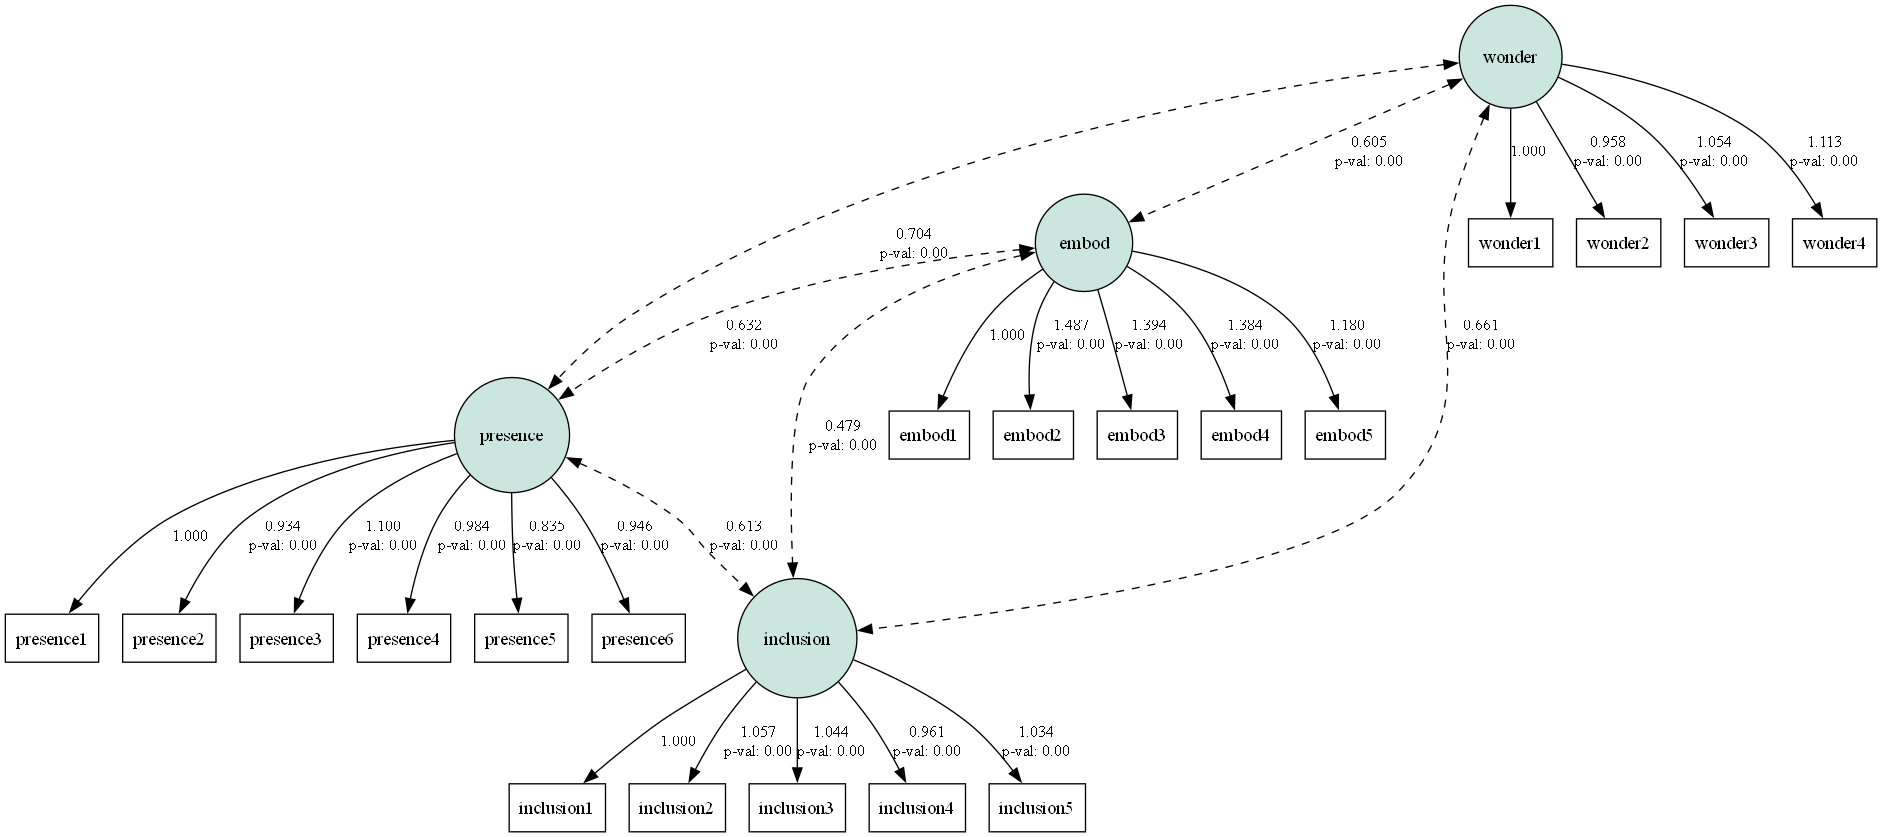 wonder
0.605
p-val: 0.00
1.000
0.958
p-val: 0.00
1.054
p-val: 0.00
1.113
p-val: 0.00
wonder1
wonder2
wonder3
wonder4
0.704
p-val: 0.00
embod
0.632
p-val: 0.00
1.000
1.487
p-val: 0.00
1.394
p-val: 0.00
1.384
p-val: 0.00
1.180
p-val: 0.00
0.661
p-val: 0.00
presence
0.479
p-val: 0.00
embod1
embod2
embod3
embod4
embod5
1.000
0.934
p-val: 0.00
1.100
p-val: 0.00
0.984
p-val: 0.00
0.835
p-val: 0.00
0.946
p-val: 0.00
0.613
p-val: 0.00
presence1
presence2
presence3
presence4
presence5
presence6
inclusion
1.000
1.057
p-val: 0.00
1.044
p-val: 0.00
0.961
p-val: 0.00
1.034
p-val: 0.00
inclusion1
inclusion2
inclusion3
inclusion4
inclusion5